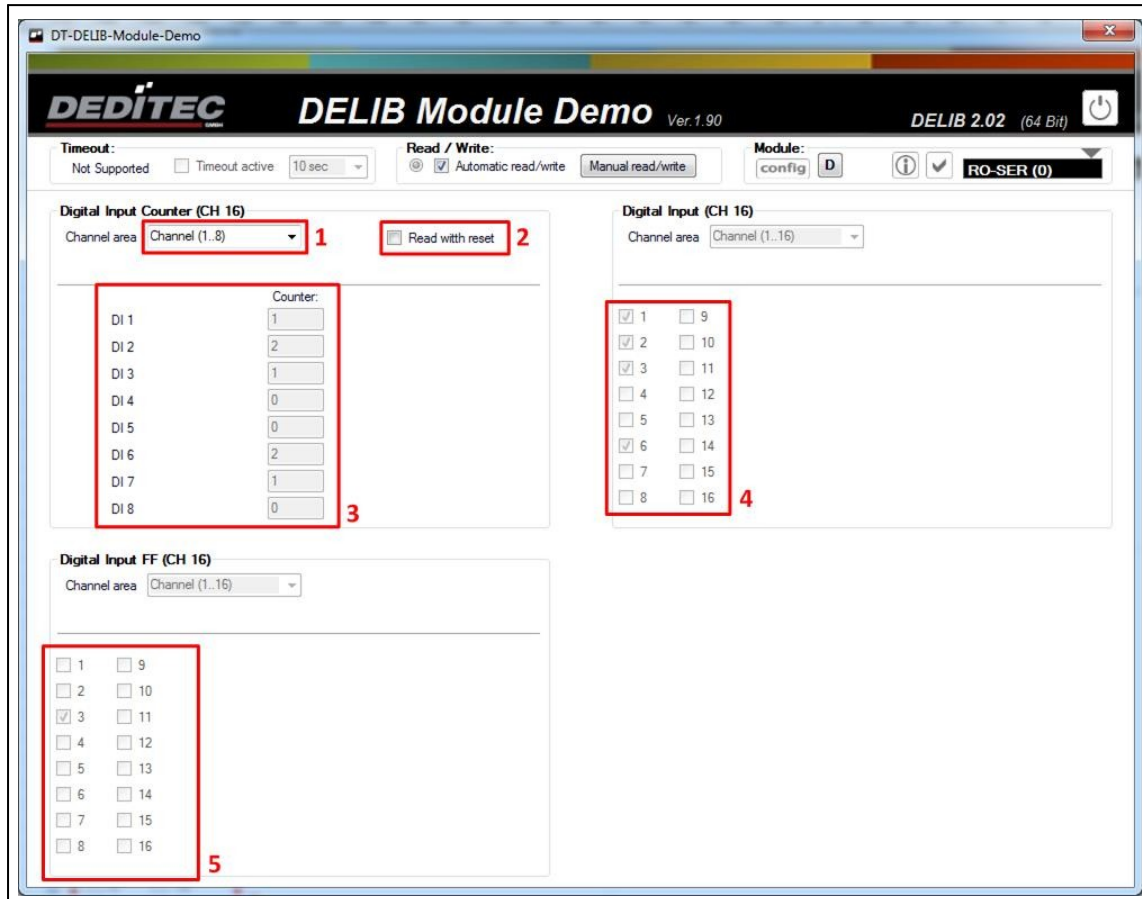 DT-DELIB-Module-Demo
DEDITEC
GMBH
DELIB Module Demo Ver.1.90
DELIB 2.02 (64 Bit)
Timeout:
Not Supported Timeout active 10 sec
Read / Write:
Automatic read/write Manual read/write
Module:
config D
RO-SER (0)
Digital Input Counter (CH 16)
Channel area Channel (1..8) 1 Read witth reset 2
Counter:
DI 1 1
DI 2 2
DI 3 1
DI 4 0
DI 5 0
DI 6 2
DI 7 1
DI 8 0
3
Digital Input (CH 16)
Channel area Channel (1..16)
1 9
2 10
3 11
4 12
5 13
6 14
7 15
8 16
4
Digital Input FF (CH 16)
Channel area Channel (1..16)
1 9
2 10
3 11
4 12
5 13
6 14
7 15
8 16
5